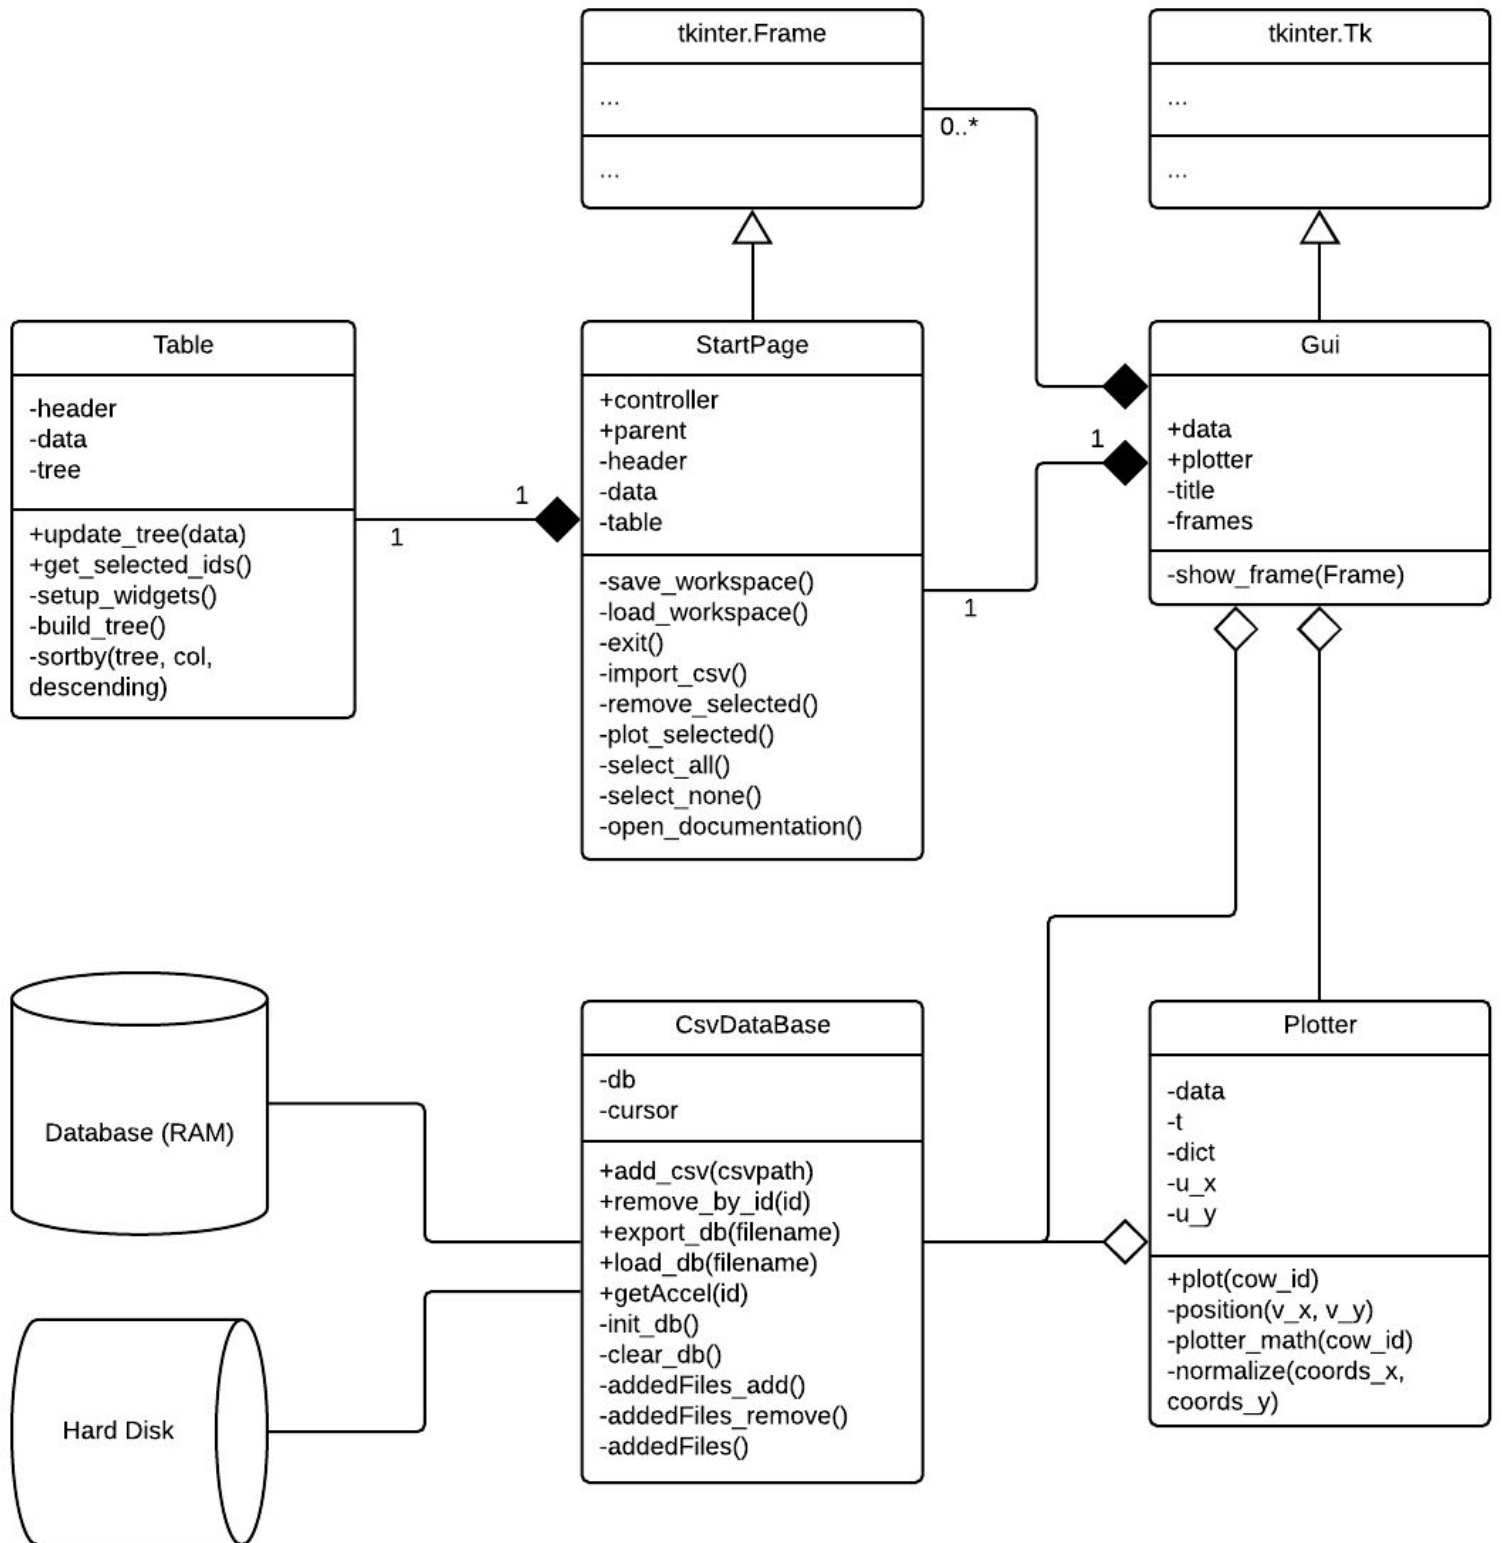 tkinter.Frame
...
...
0..*
tkinter.Tk
...
...
Table
-header
-data
-tree
+update_tree(data)
+get_selected_ids()
-setup_widgets()
-build_tree()
-sortby(tree, col,
descending)
1
1
StartPage
+controller
+parent
-header
-data
-table
-save_workspace()
-load_workspace()
-exit()
-import_csv()
-remove_selected()
-plot_selected()
-select_all()
-select_none()
-open_documentation()
1
1
Gui
+data
+plotter
-title
-frames
-show_frame(Frame)
Database (RAM)
Hard Disk
CsvDataBase
-db
-cursor
+add_csv(csvpath)
+remove_by_id(id)
+export_db(filename)
+load_db(filename)
+getAccel(id)
-init_db()
-clear_db()
-addedFiles_add()
-addedFiles_remove()
-addedFiles()
Plotter
-data
-t
-dict
-u_x
-u_y
+plot(cow_id)
-position(v_x, v_y)
-plotter_math(cow_id)
-normalize(coords_x,
coords_y)